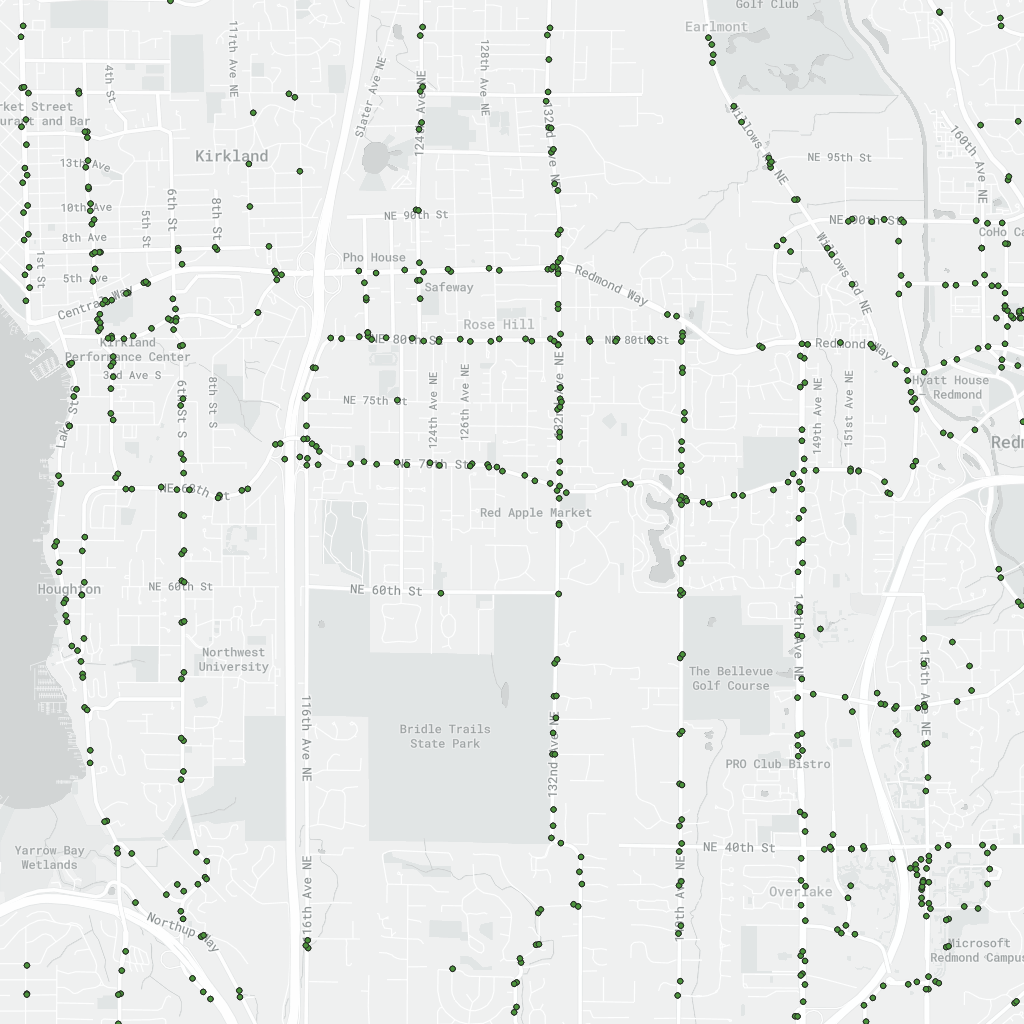 Golf Club
Earlmont
111th Ave NE
Slater Ave NE
128th Ave NE
4th St
124th Ave NE
132nd Ave NE
Willows Rd NE
160th Ave NE
NE 95th St
Kirkland
13th Ave
10th Ave
6th St
8th St
5th St
8th Ave
NE 90th St
NE 90th St
Willows Rd NE
1st St
5th Ave
Pho House
Safeway
Redmond Way
Central Way
Rose Hill
NE 80th St
NE 80th St
Redmond Way
Kirkland
Performance Center
3rd Ave S
Hyatt House
Redmond
Lake St S
6th St S
8th St S
NE 75th St
124th Ave NE
126th Ave NE
132nd Ave NE
149th Ave NE
151st Ave NE
NE 70th St
NE 68th St
Red Apple Market
Houghton
NE 60th St
NE 60th St
148th Ave NE
Northwest
University
The Bellevue
Golf Course
156th Ave NE
116th Ave NE
Bridle Trails
State Park
132nd Ave NE
PRO Club Bistro
Yarrow Bay
Wetlands
NE 40th St
116th Ave NE
Overlake
Northup Way
Microsoft
Redmond Campus